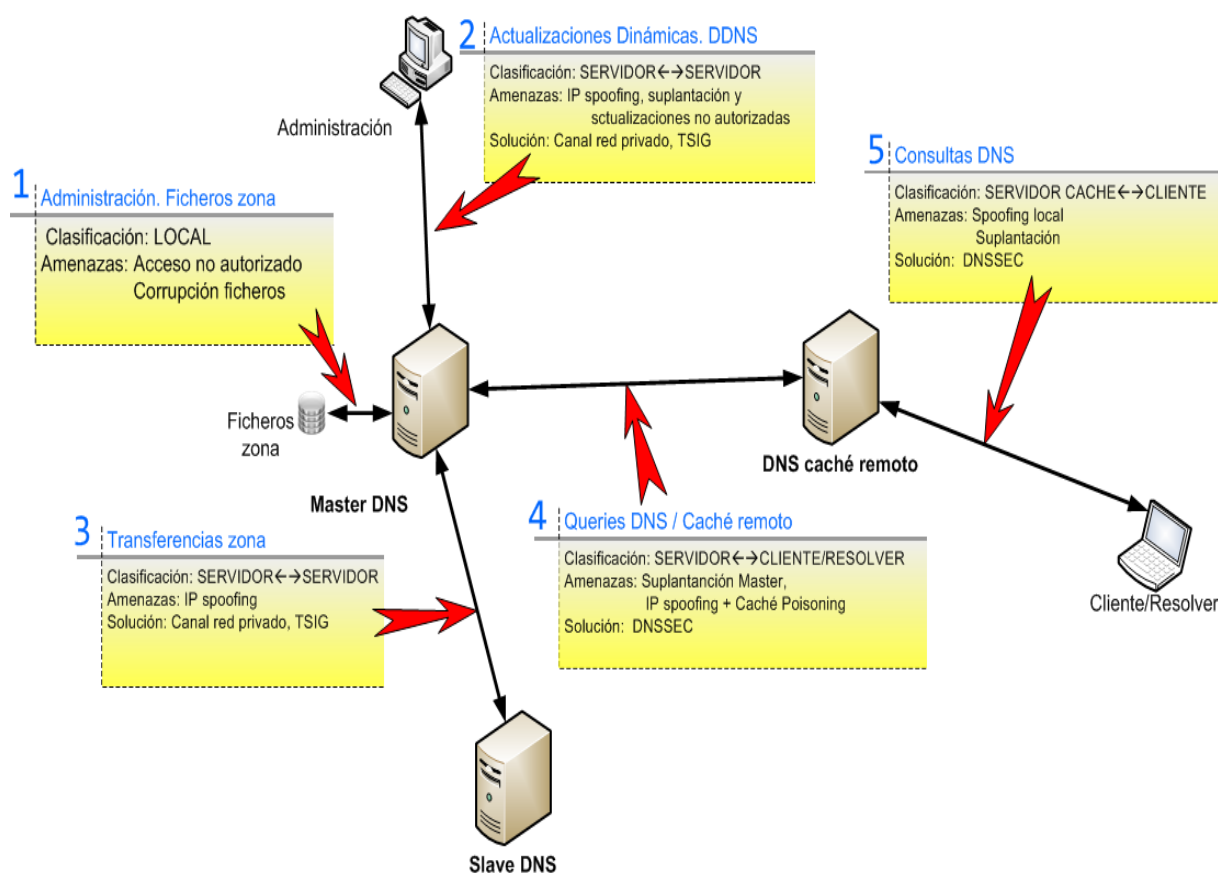 2 Actualizaciones Dinámicas. DDNS
Clasificación: SERVIDOR←→SERVIDOR
Amenazas: IP spoofing, suplantación y
actualizaciones no autorizadas
Solución: Canal red privado, TSIG
Administración
1 Administración. Ficheros zona
Clasificación: LOCAL
Amenazas: Acceso no autorizado
Corrupción ficheros
5 Consultas DNS
Clasificación: SERVIDOR CACHE←→CLIENTE
Amenazas: Spoofing local
Suplantación
Solución: DNSSEC
Ficheros
zona
Master DNS
DNS caché remoto
3 Transferencias zona
Clasificación: SERVIDOR←→SERVIDOR
Amenazas: IP spoofing
Solución: Canal red privado, TSIG
4 Queries DNS / Caché remoto
Clasificación: SERVIDOR←→CLIENTE/RESOLVER
Amenazas: Suplantanción Master,
IP spoofing + Caché Poisoning
Solución: DNSSEC
Cliente/Resolver
Slave DNS